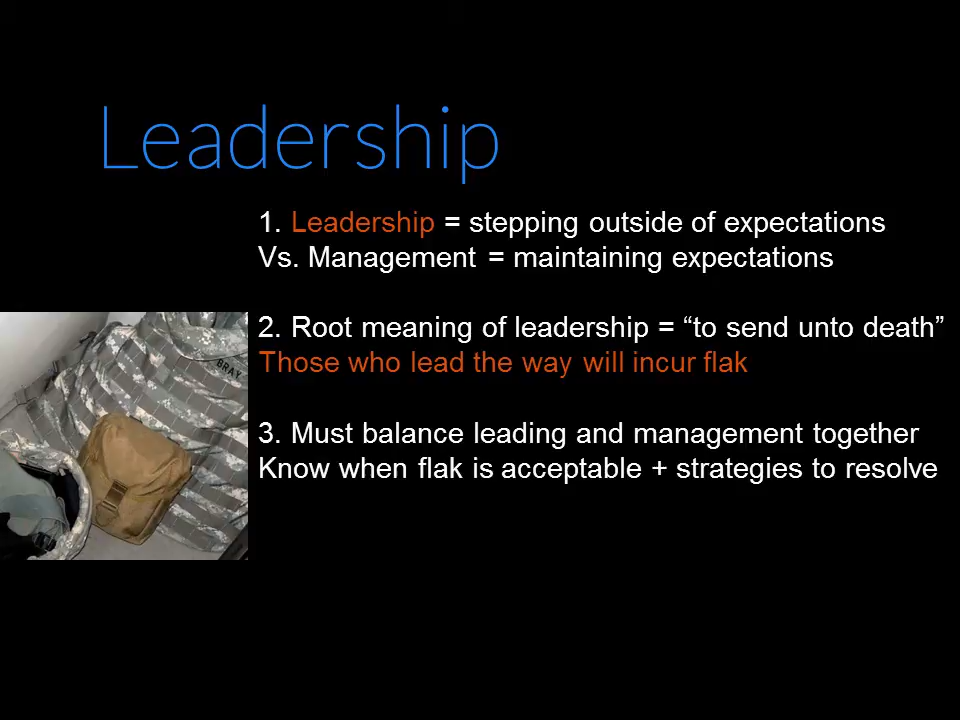 Leadership
1. Leadership = stepping outside of expectations
Vs. Management = maintaining expectations
2. Root meaning of leadership = “to send unto death”
Those who lead the way will incur flak
BRAY
3. Must balance leading and management together
Know when flak is acceptable + strategies to resolve